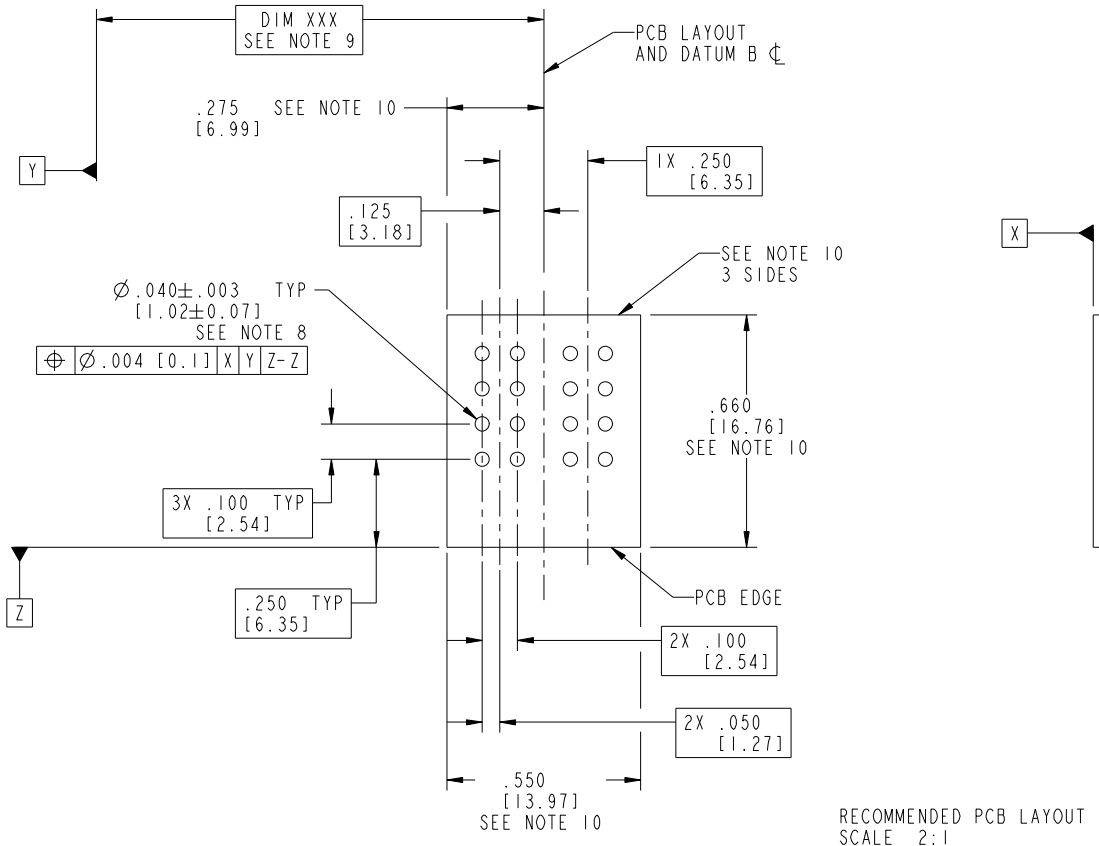 DIM XXX
SEE NOTE 9
PCB LAYOUT
AND DATUM B ℄
.275 SEE NOTE 10
[6.99]
Y
1X .250
[6.35]
.125
[3.18]
X
SEE NOTE 10
3 SIDES
Ø.040±.003 TYP
[1.02±0.07]
SEE NOTE 8
⌖ Ø.004 [0.1] X Y Z-Z
.660
[16.76]
SEE NOTE 10
3X .100 TYP
[2.54]
Z
.250 TYP
[6.35]
PCB EDGE
2X .100
[2.54]
2X .050
[1.27]
.550
[13.97]
SEE NOTE 10
RECOMMENDED PCB LAYOUT
SCALE 2:1